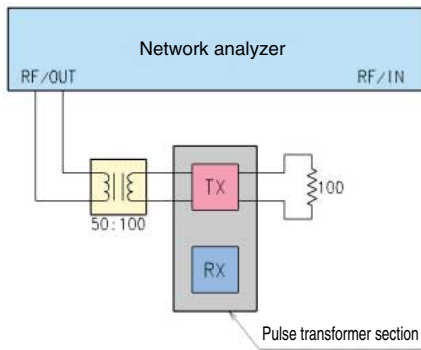 Network analyzer
RF/OUT
RF/IN
TX
100
50:100
RX
Pulse transformer section